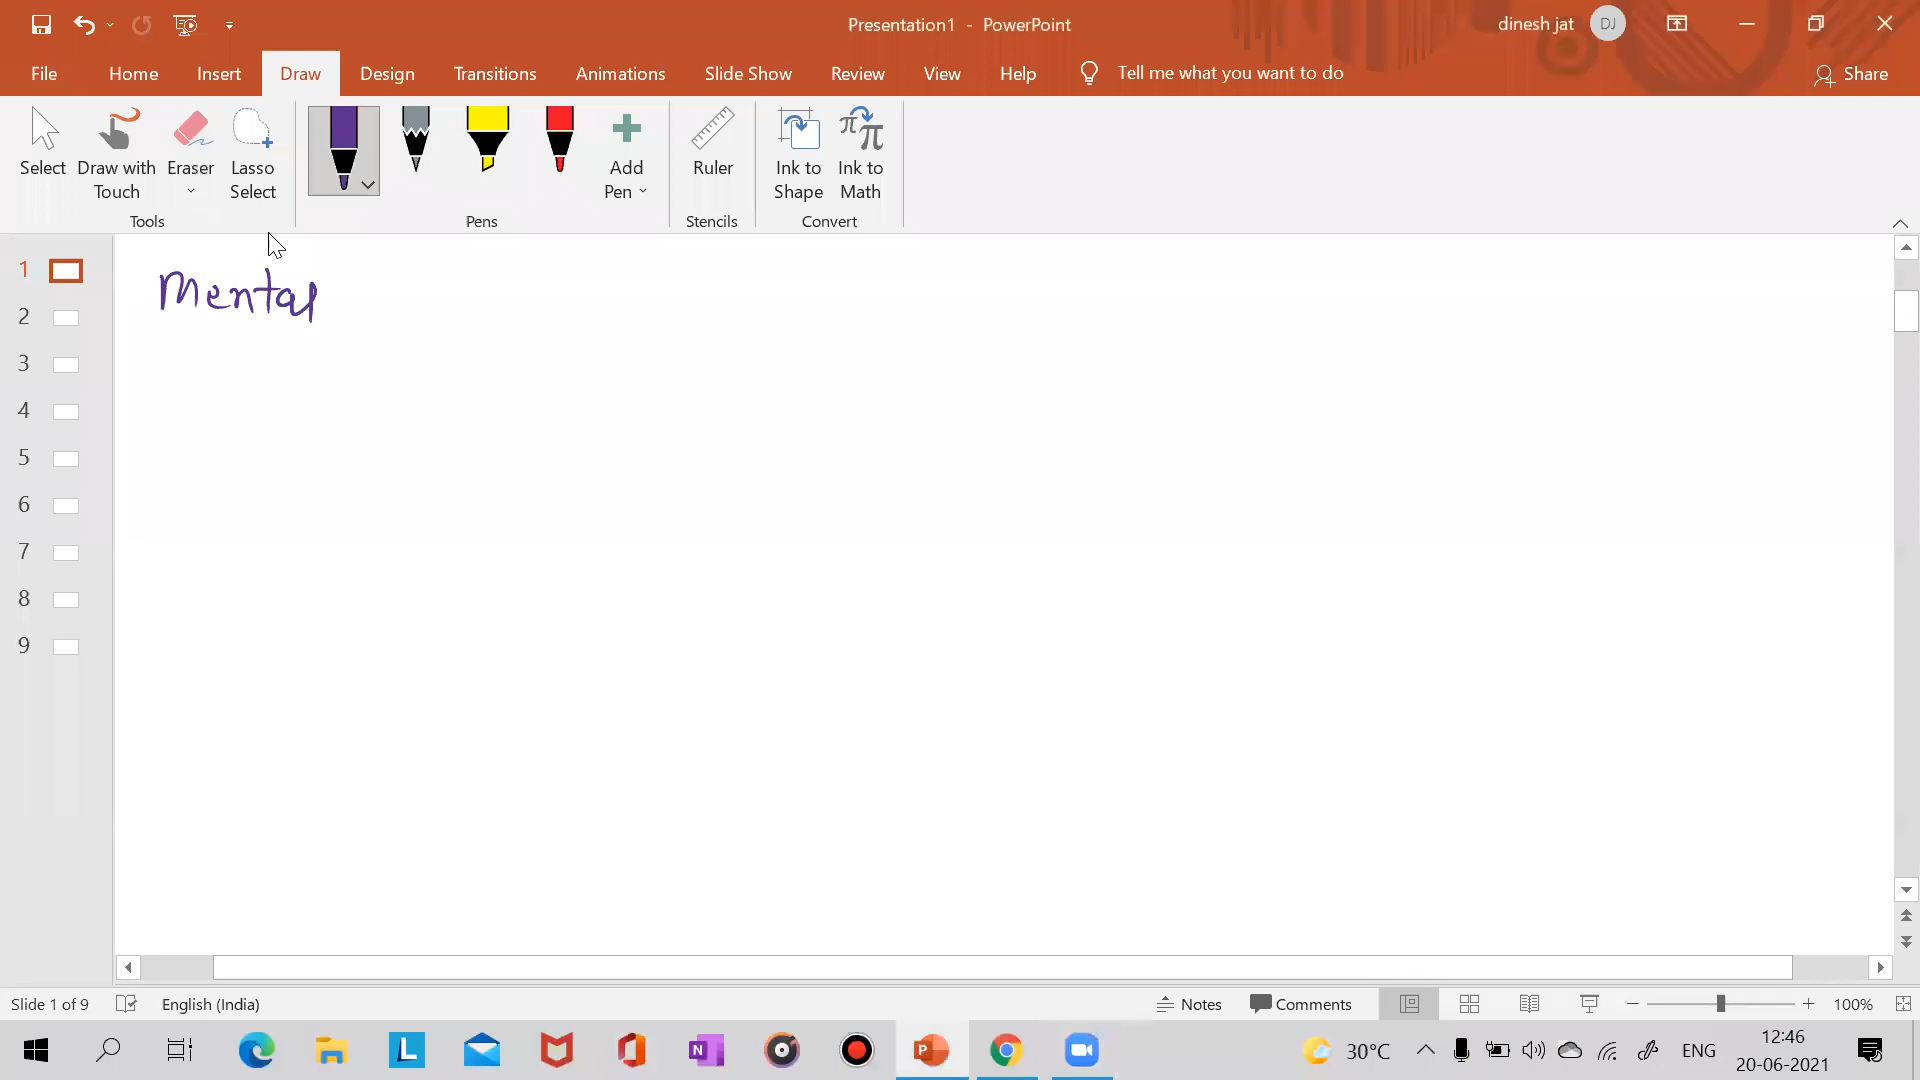 Presentation1 - PowerPoint
dinesh jat DJ
File Home Insert Draw Design Transitions Animations Slide Show Review View Help Tell me what you want to do Share
Select
Draw with Touch
Eraser
Lasso Select
Add Pen
Ruler
Ink to Shape
Ink to Math
Tools Pens Stencils Convert
1
Mental
2
3
4
5
6
7
8
9
Slide 1 of 9 English (India) Notes Comments 100%
30°C ENG 12:46
20-06-2021